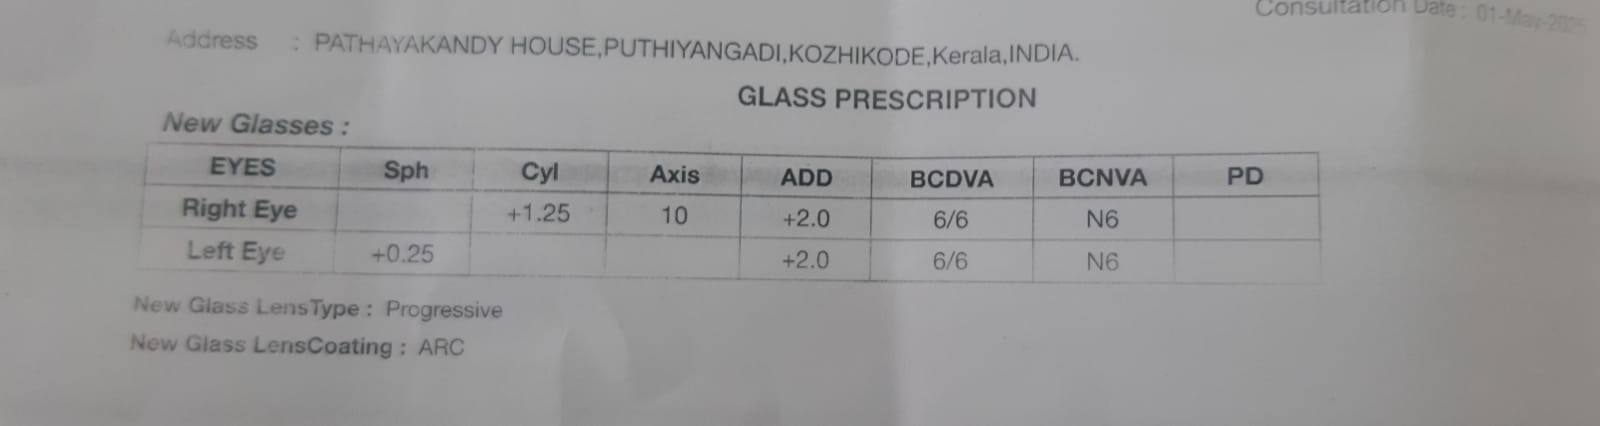 Consultation Date : 01-May-2025
Address : PATHAYAKANDY HOUSE,PUTHIYANGADI,KOZHIKODE,Kerala,INDIA.
GLASS PRESCRIPTION
New Glasses :
EYES Sph Cyl Axis ADD BCDVA BCNVA PD
Right Eye +1.25 10 +2.0 6/6 N6
Left Eye +0.25 +2.0 6/6 N6
New Glass LensType : Progressive
New Glass LensCoating : ARC